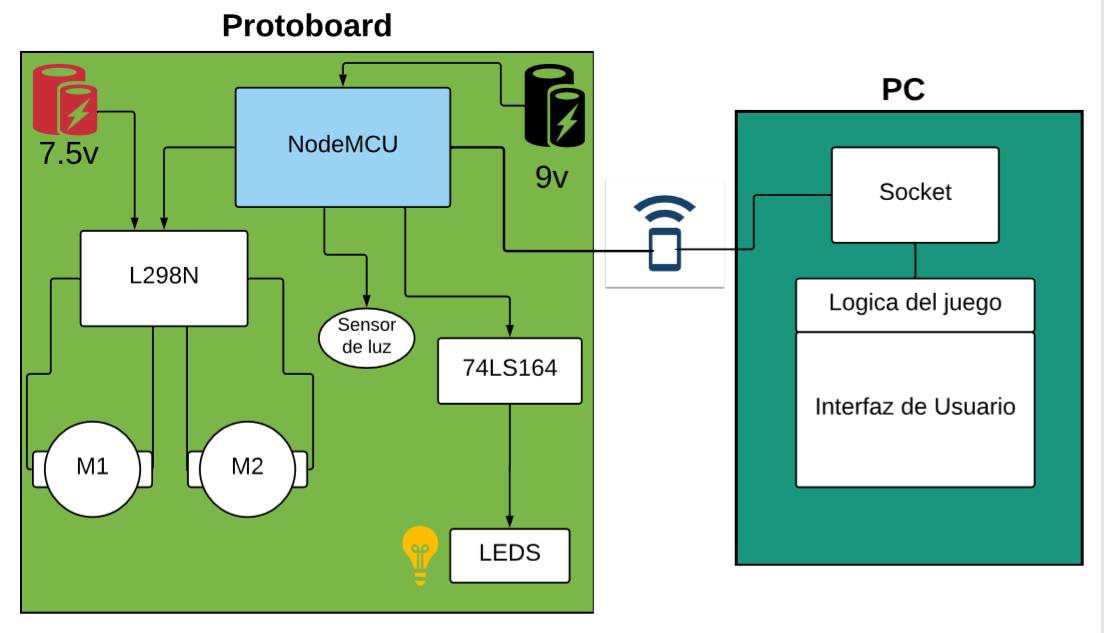 Protoboard
PC
7.5v
NodeMCU
9v
Socket
L298N
Logica del juego
Sensor
de luz
74LS164
Interfaz de Usuario
M1
M2
LEDS